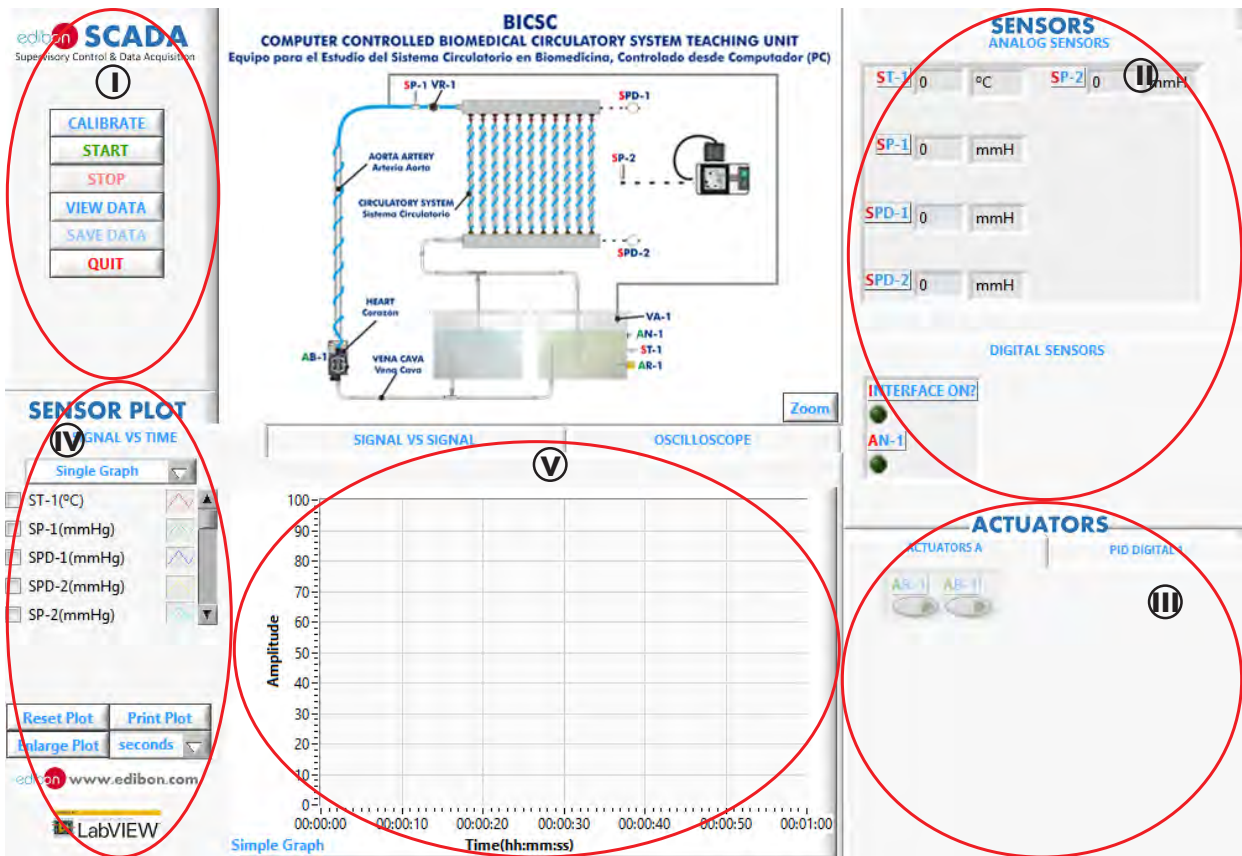 edibon SCADA
Supervisory Control & Data Acquisition
I
CALIBRATE
START
STOP
VIEW DATA
SAVE DATA
QUIT
BICSC
COMPUTER CONTROLLED BIOMEDICAL CIRCULATORY SYSTEM TEACHING UNIT
Equipo para el Estudio del Sistema Circulatorio en Biomedicina, Controlado desde Computador (PC)
SP-1 VR-1
SPD-1
AORTA ARTERY
Arteria Aorta
SP-2
CIRCULATORY SYSTEM
Sistema Circulatorio
SPD-2
HEART
Corazón
VA-1
AN-1
ST-1
AR-1
AB-1
VENA CAVA
Vena Cava
Zoom
SENSORS
ANALOG SENSORS
II
ST-1 0 ºC SP-2 0 mmH
SP-1 0 mmH
SPD-1 0 mmH
SPD-2 0 mmH
DIGITAL SENSORS
INTERFACE ON?
AN-1
SENSOR PLOT
IV
SIGNAL VS TIME
Single Graph
ST-1(ºC)
SP-1(mmHg)
SPD-1(mmHg)
SPD-2(mmHg)
SP-2(mmHg)
Reset Plot Print Plot
Enlarge Plot seconds
edibon www.edibon.com
LabVIEW
SIGNAL VS SIGNAL OSCILLOSCOPE
V
100
90
80
70
60
50
40
30
20
10
0
Amplitude
00:00:00 00:00:10 00:00:20 00:00:30 00:00:40 00:00:50 00:01:00
Simple Graph Time(hh:mm:ss)
ACTUATORS
ACTUATORS A PID DIGITAL 1
AR-1 AB-1
III